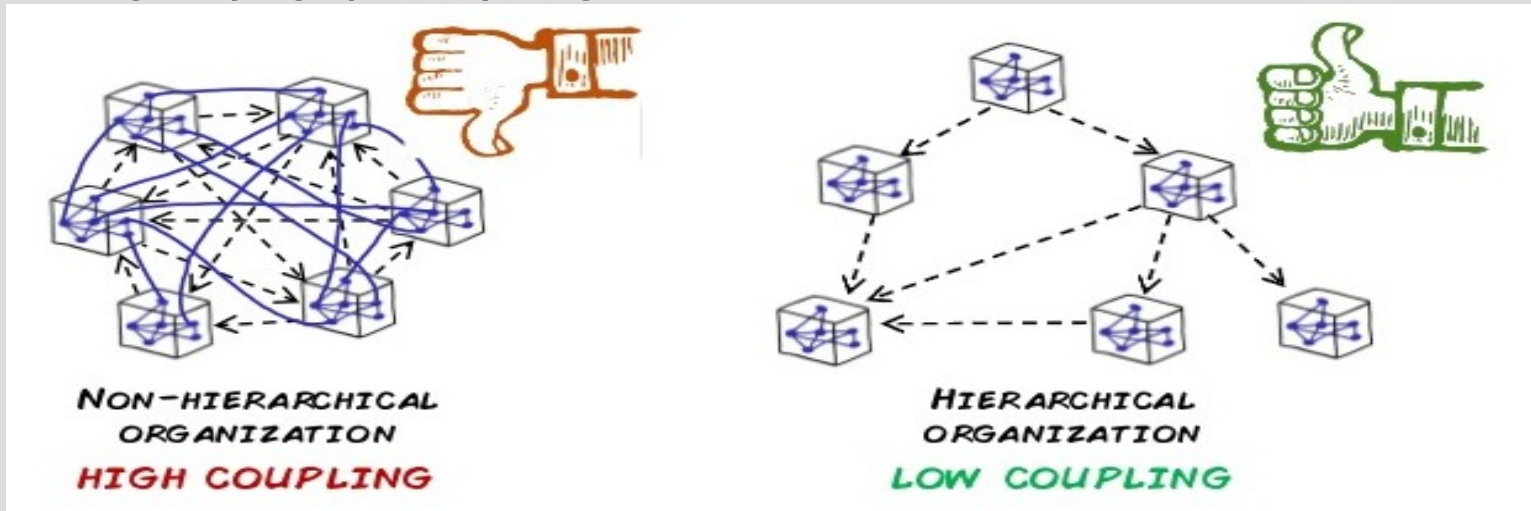 NON-HIERARCHICAL
ORGANIZATION
HIGH COUPLING
HIERARCHICAL
ORGANIZATION
LOW COUPLING